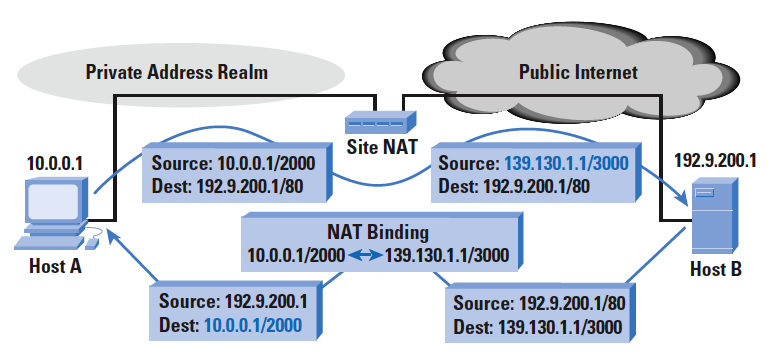 Private Address Realm
Public Internet
Site NAT
10.0.0.1
Source: 10.0.0.1/2000
Dest: 192.9.200.1/80
Source: 139.130.1.1/3000
Dest: 192.9.200.1/80
192.9.200.1
NAT Binding
10.0.0.1/2000 ↔ 139.130.1.1/3000
Host A
Host B
Source: 192.9.200.1
Dest: 10.0.0.1/2000
Source: 192.9.200.1/80
Dest: 139.130.1.1/3000